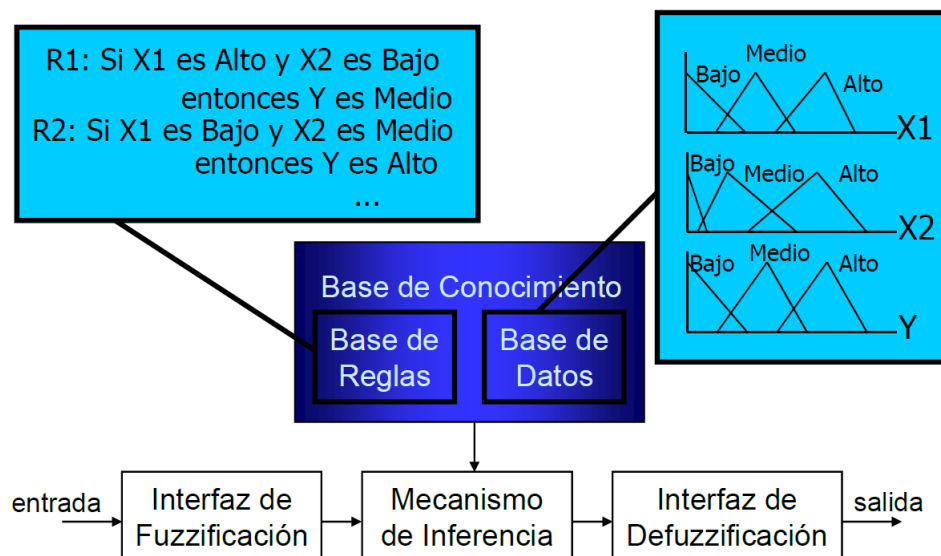 R1: Si X1 es Alto y X2 es Bajo
entonces Y es Medio
R2: Si X1 es Bajo y X2 es Medio
entonces Y es Alto
...
Medio
Bajo
Alto
X1
Bajo
Medio
Alto
X2
Bajo
Medio
Alto
Y
Base de Conocimiento
Base de
Reglas
Base de
Datos
entrada
Interfaz de
Fuzzificación
Mecanismo
de Inferencia
Interfaz de
Defuzzificación
salida